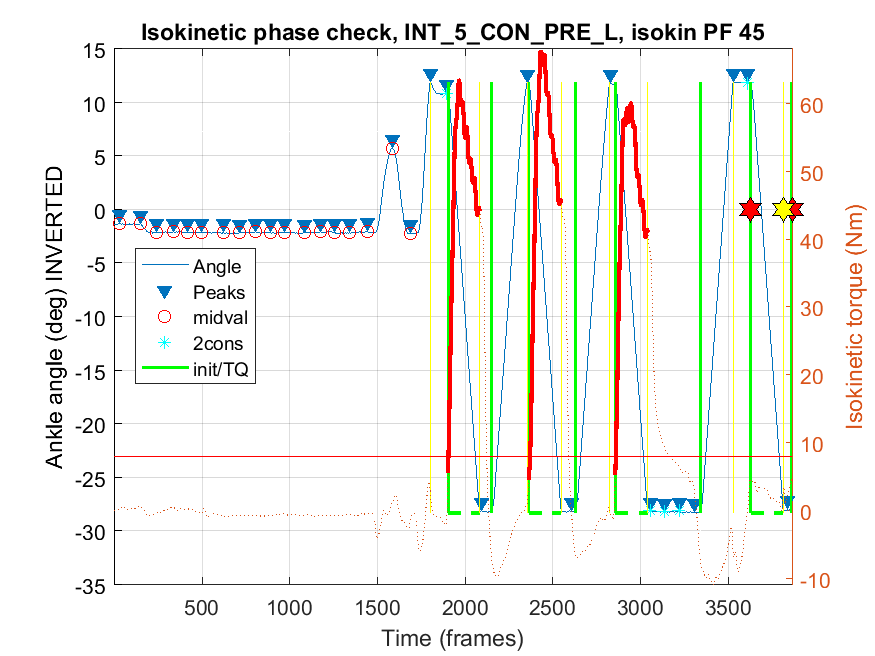 Isokinetic phase check, INT_5_CON_PRE_L, isokin PF 45
Ankle angle (deg) INVERTED
15
10
5
0
-5
-10
-15
-20
-25
-30
-35
Angle
Peaks
midval
2cons
init/TQ
500
1000
1500
2000
2500
3000
3500
Time (frames)
60
50
40
30
20
10
0
-10
Isokinetic torque (Nm)